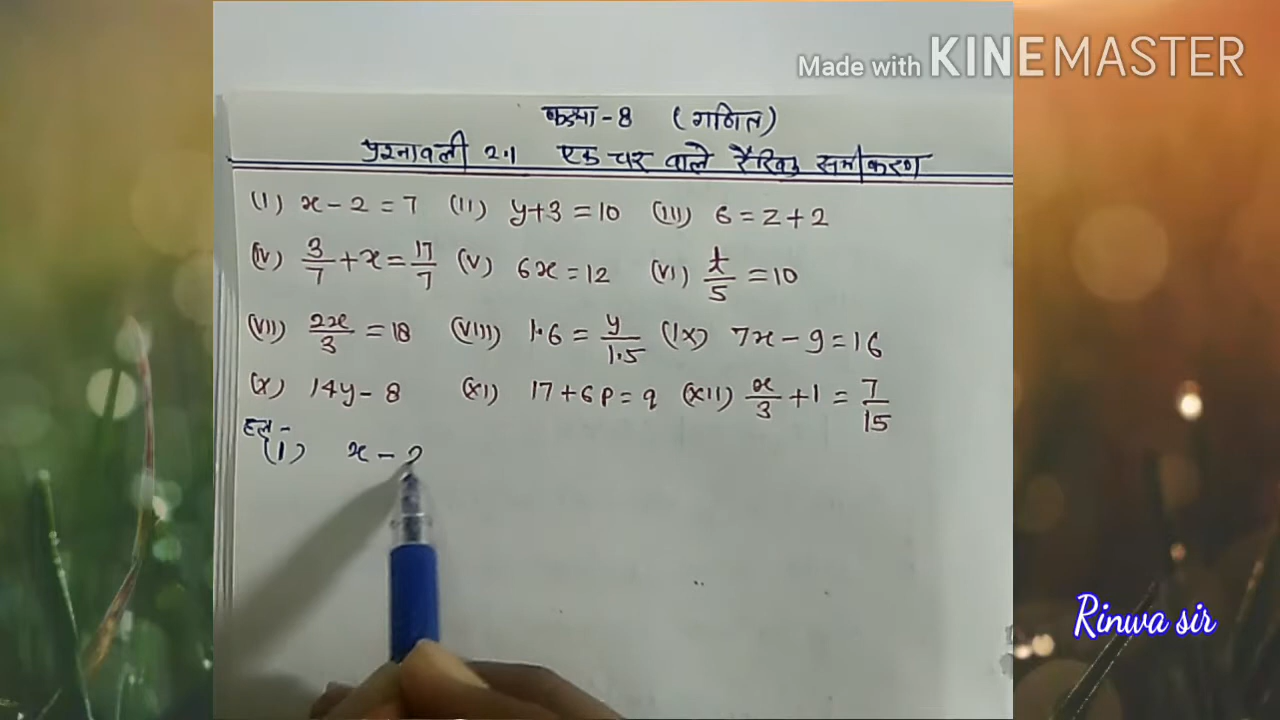 Made with KINEMASTER
कक्षा - 8 (गणित)
प्रश्नावली 2.1 एक चर वाले रैखिक समीकरण
(I) x - 2 = 7 (II) y+3 = 10 (III) 6 = z + 2
(IV) 3/7 + x = 17/7 (V) 6x = 12 (VI) t/5 = 10
(VII) 2x/3 = 18 (VIII) 1.6 = y/1.5 (IX) 7x - 9 = 16
(X) 14y - 8 (XI) 17 + 6P = 9 (XII) x/3 + 1 = 7/15
हल -
(I) x - 2
Rinwa sir